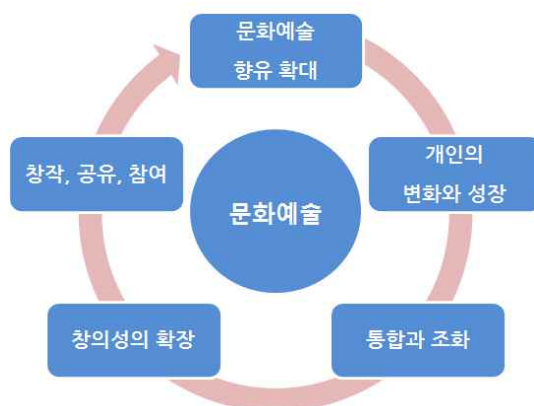 문화예술
향유 확대
개인의
변화와 성장
통합과 조화
창의성의 확장
창작, 공유, 참여
문화예술